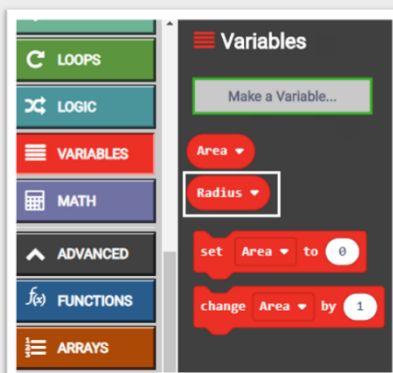 LOOPS
LOGIC
VARIABLES
MATH
ADVANCED
f(x) FUNCTIONS
ARRAYS
Variables
Make a Variable...
Area
Radius
set Area to 0
change Area by 1